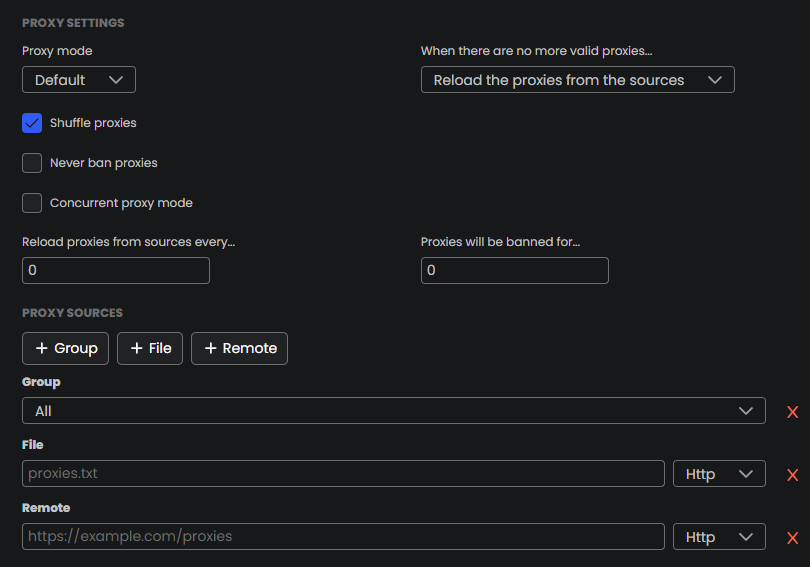 PROXY SETTINGS
Proxy mode
When there are no more valid proxies...
Default
Reload the proxies from the sources
Shuffle proxies
Never ban proxies
Concurrent proxy mode
Reload proxies from sources every...
Proxies will be banned for...
0
0
PROXY SOURCES
+ Group
+ File
+ Remote
Group
All
X
File
proxies.txt
Http
X
Remote
https://example.com/proxies
Http
X